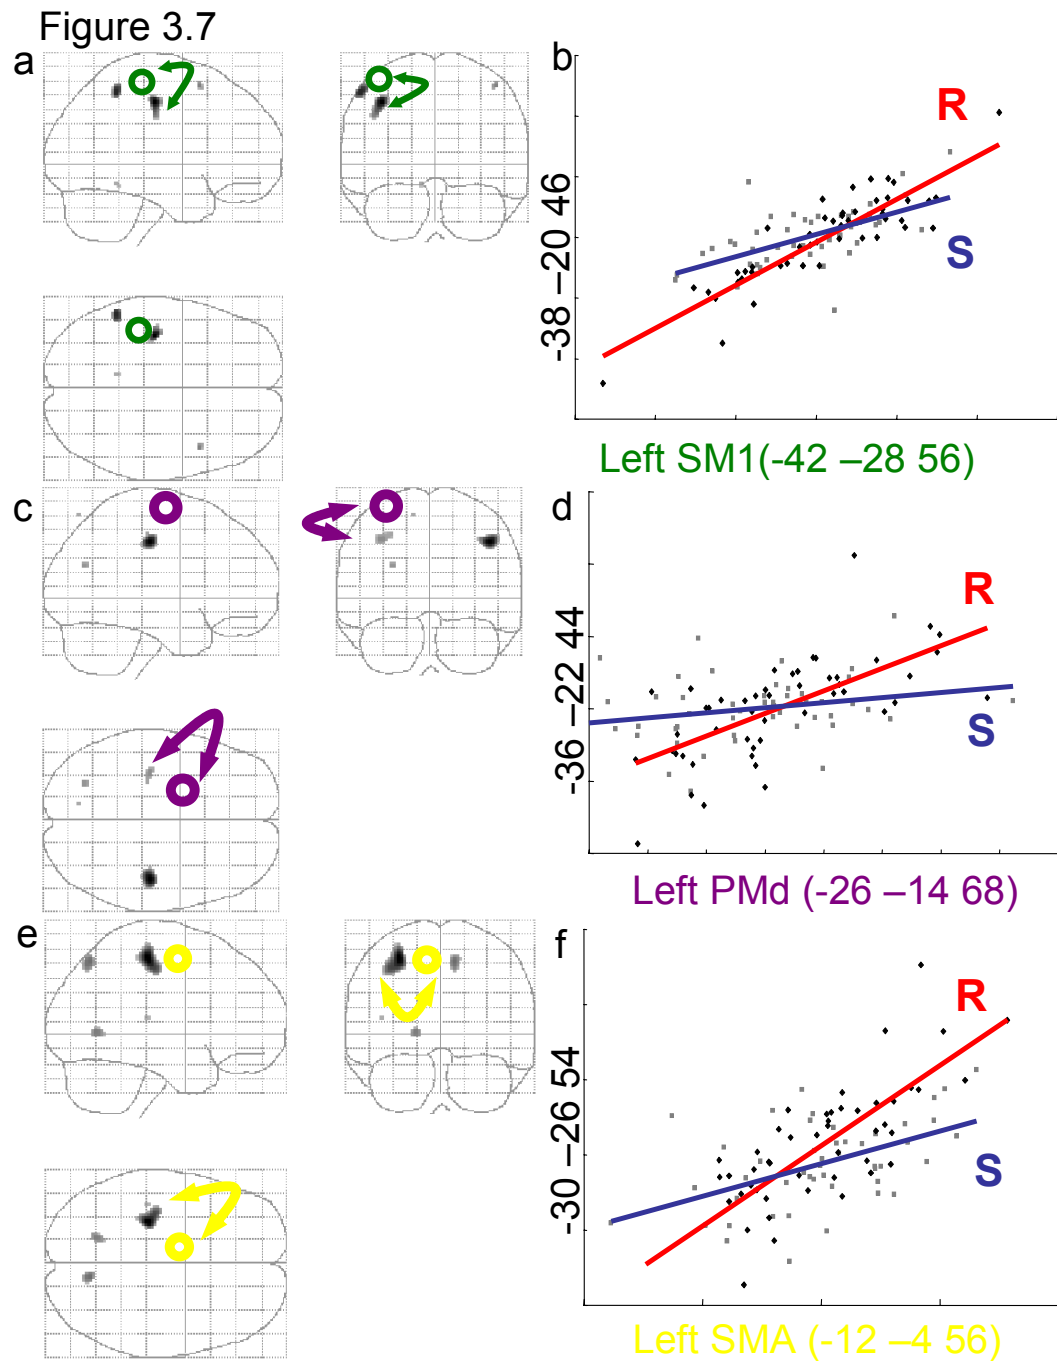 Figure 3.7
a
b
R
S
-38 –20 46
Left SM1(-42 –28 56)
c
d
R
S
-36 –22 44
Left PMd (-26 –14 68)
e
f
R
S
-30 –26 54
Left SMA (-12 –4 56)